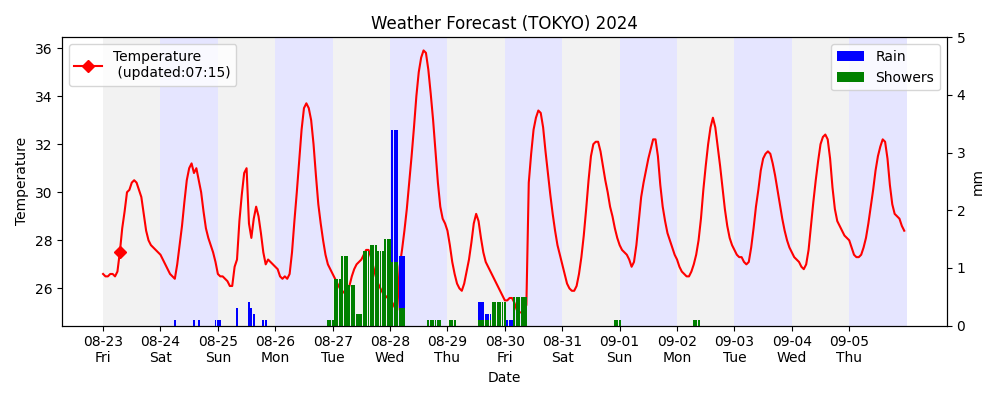 Weather Forecast (TOKYO) 2024
Temperature
(updated:07:15)
Rain
Showers
Temperature
36
34
32
30
28
26
mm
5
4
3
2
1
0
08-23 08-24 08-25 08-26 08-27 08-28 08-29 08-30 08-31 09-01 09-02 09-03 09-04 09-05
Fri Sat Sun Mon Tue Wed Thu Fri Sat Sun Mon Tue Wed Thu
Date